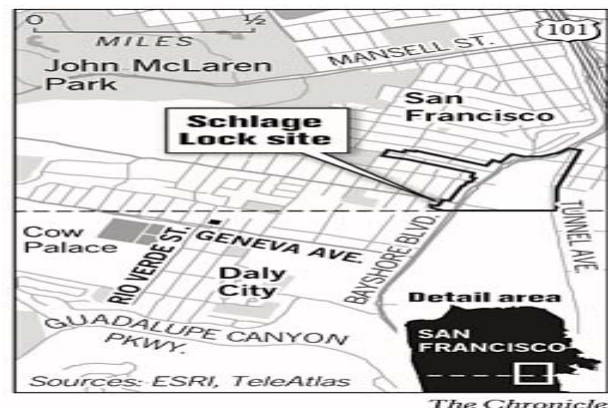 0 ½
MILES
101
MANSELL ST.
John McLaren
Park
San
Francisco
Schlage
Lock site
Cow
Palace
RIO VERDE ST.
GENEVA AVE.
BAYSHORE BLVD.
TUNNEL AVE.
Daly
City
Detail area
GUADALUPE CANYON
PKWY.
SAN
FRANCISCO
Sources: ESRI, TeleAtlas
The Chronicle